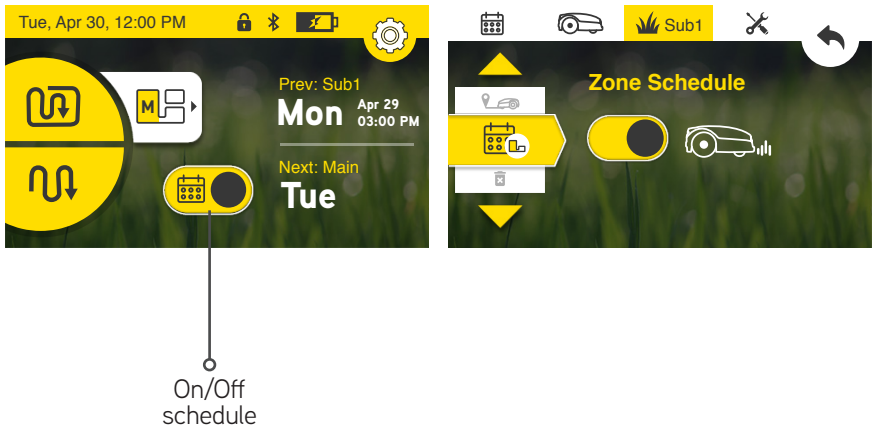 Tue, Apr 30, 12:00 PM
M
Prev: Sub1
Mon Apr 29
03:00 PM
Next: Main
Tue
On/Off
schedule
Sub1
Zone Schedule